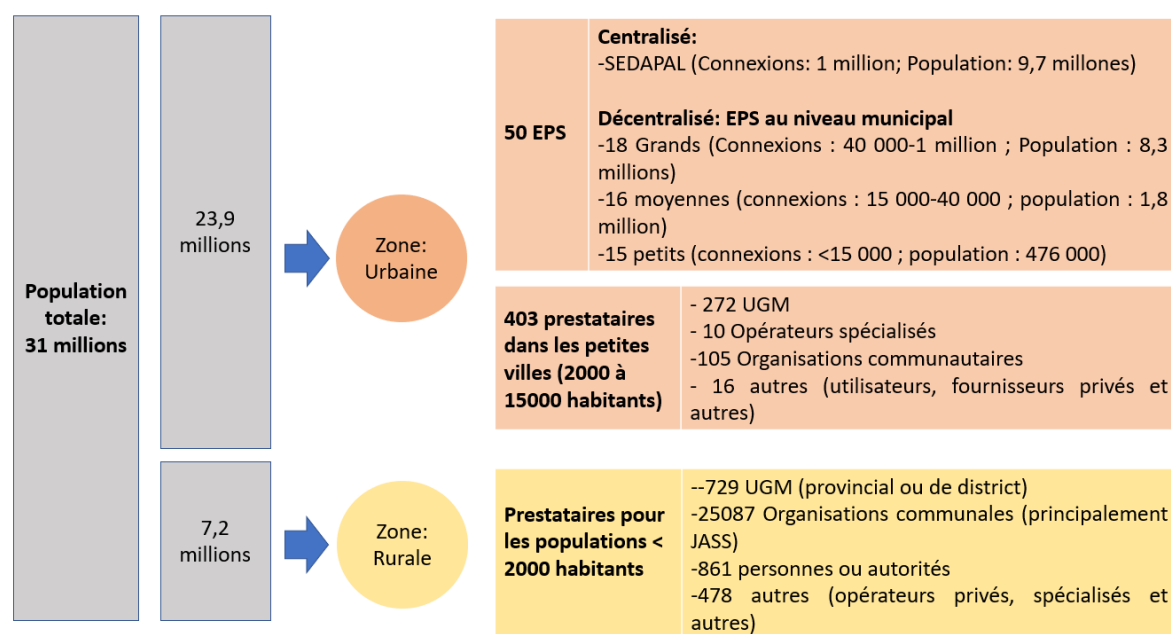 Population
totale:
31 millions
23,9
millions
Zone:
Urbaine
50 EPS
Centralisé:
-SEDAPAL (Connexions: 1 million; Population: 9,7 millones)
Décentralisé: EPS au niveau municipal
-18 Grands (Connexions : 40 000-1 million ; Population : 8,3
millions)
-16 moyennes (connexions : 15 000-40 000 ; population : 1,8
million)
-15 petits (connexions : <15 000 ; population : 476 000)
403 prestataires
dans les petites
villes (2000 à
15000 habitants)
- 272 UGM
- 10 Opérateurs spécialisés
-105 Organisations communautaires
- 16 autres (utilisateurs, fournisseurs privés et
autres)
7,2
millions
Zone:
Rurale
Prestataires pour
les populations <
2000 habitants
--729 UGM (provincial ou de district)
-25087 Organisations communales (principalement
JASS)
-861 personnes ou autorités
-478 autres (opérateurs privés, spécialisés et
autres)